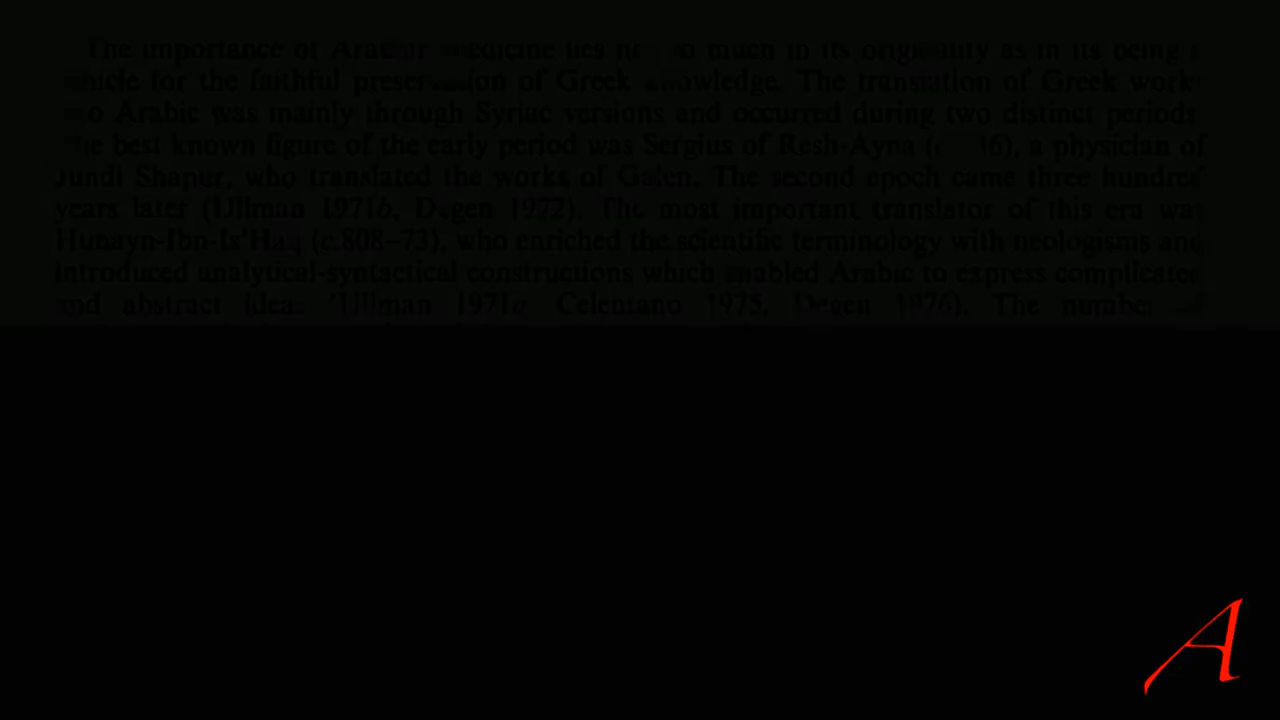 The importance of Arabian medicine lies not so much in its originality as in its being
vehicle for the faithful preservation of Greek knowledge. The translation of Greek work
Arabic was mainly through Syriac versions and occurred during two distinct periods
The best known figure of the early period was Sergius of Resh-Ayna a physician of
Jundi Shapur, who translated the works of Galen. The second epoch came three hundred
years later (Ullman 1971b, Degen 1972). The most important translator of this era was
Hunayn-Ibn-Is'Haq (c.808–73), who enriched the scientific terminology with neologisms and
introduced analytical-syntactical constructions which enabled Arabic to express complicated
and abstract ideas (Ullman 1971a, Celentano 1975, Degen 1976). The number
A